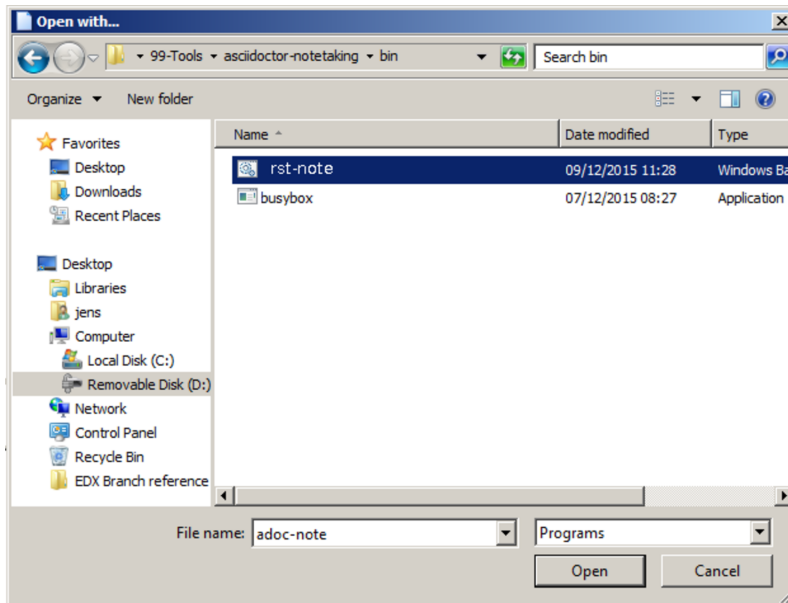 Open with...
99-Tools asciidoctor-notetaking bin
Search bin
Organize New folder
Name Date modified Type
rst-note 09/12/2015 11:28 Windows Ba
busybox 07/12/2015 08:27 Application
Favorites
Desktop
Downloads
Recent Places
Desktop
Libraries
jens
Computer
Local Disk (C:)
Removable Disk (D:)
Network
Control Panel
Recycle Bin
EDX Branch reference
File name: adoc-note Programs
Open Cancel